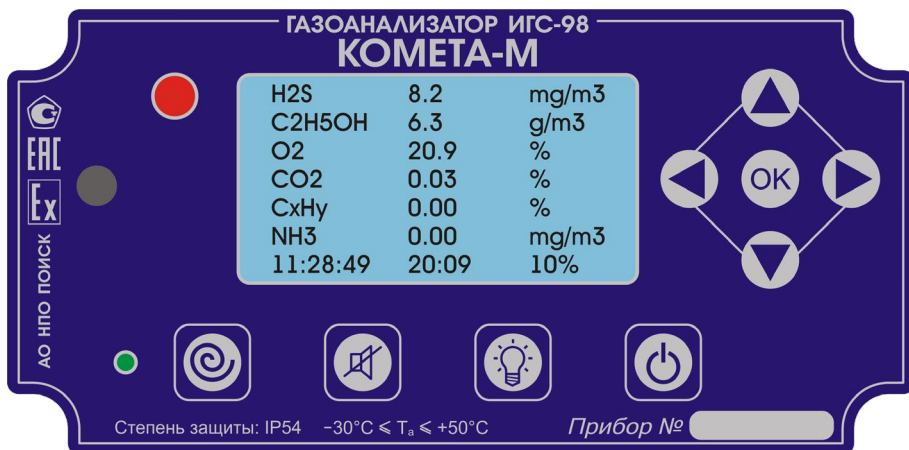 ГАЗОАНАЛИЗАТОР ИГС-98
КОМЕТА-М
H2S 8.2 mg/m3
C2H5OH 6.3 g/m3
O2 20.9 %
CO2 0.03 %
CxHy 0.00 %
NH3 0.00 mg/m3
11:28:49 20:09 10%
OK
ЕАС
Ex
АО НПО ПОИСК
Степень защиты: IP54 −30°C ⩽ Ta ⩽ +50°C Прибор №